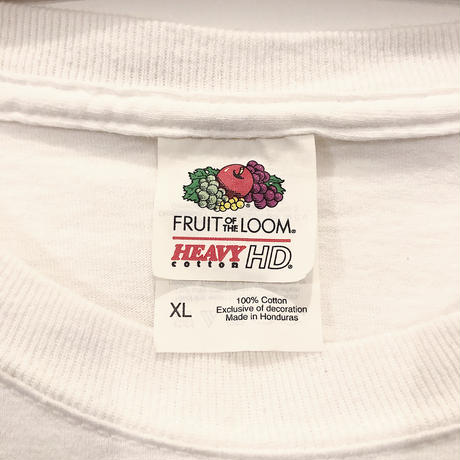 FRUIT OF THE LOOM®
HEAVY HD®
cotton
XL
100% Cotton
Exclusive of decoration
Made in Honduras